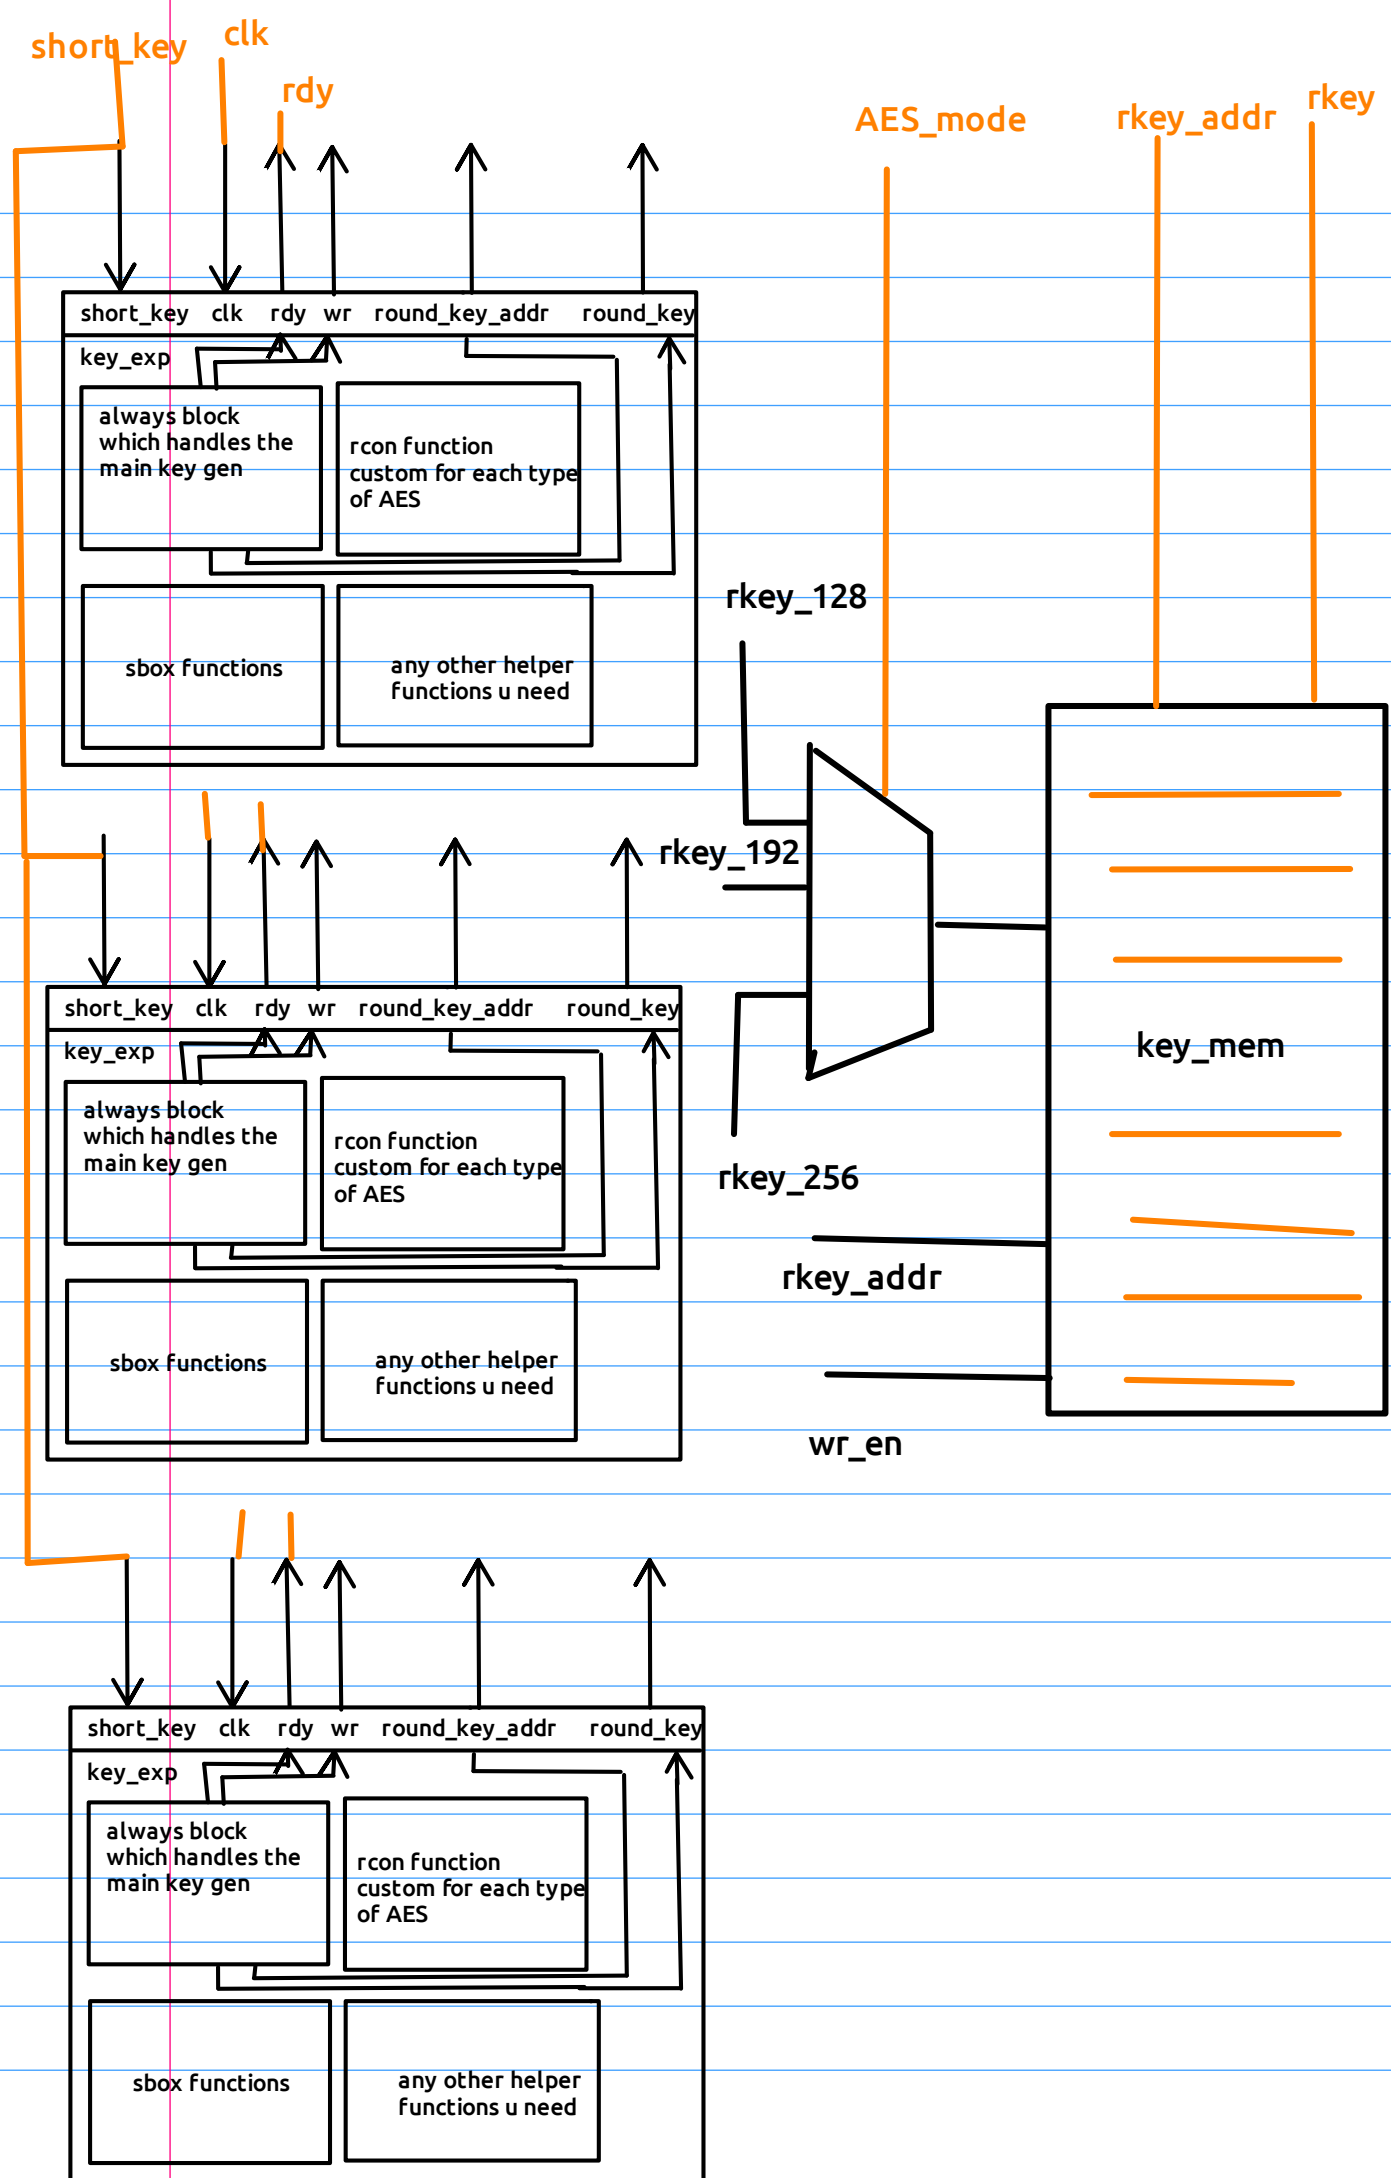 short_key
clk
rdy
AES_mode
rkey_addr
rkey
short_key clk rdy wr round_key_addr round_key
key_exp
always block
which handles the
main key gen
rcon function
custom for each type
of AES
sbox functions
any other helper
functions u need
rkey_128
rkey_192
key_mem
rkey_256
rkey_addr
wr_en
short_key clk rdy wr round_key_addr round_key
key_exp
always block
which handles the
main key gen
rcon function
custom for each type
of AES
sbox functions
any other helper
functions u need
short_key clk rdy wr round_key_addr round_key
key_exp
always block
which handles the
main key gen
rcon function
custom for each type
of AES
sbox functions
any other helper
functions u need